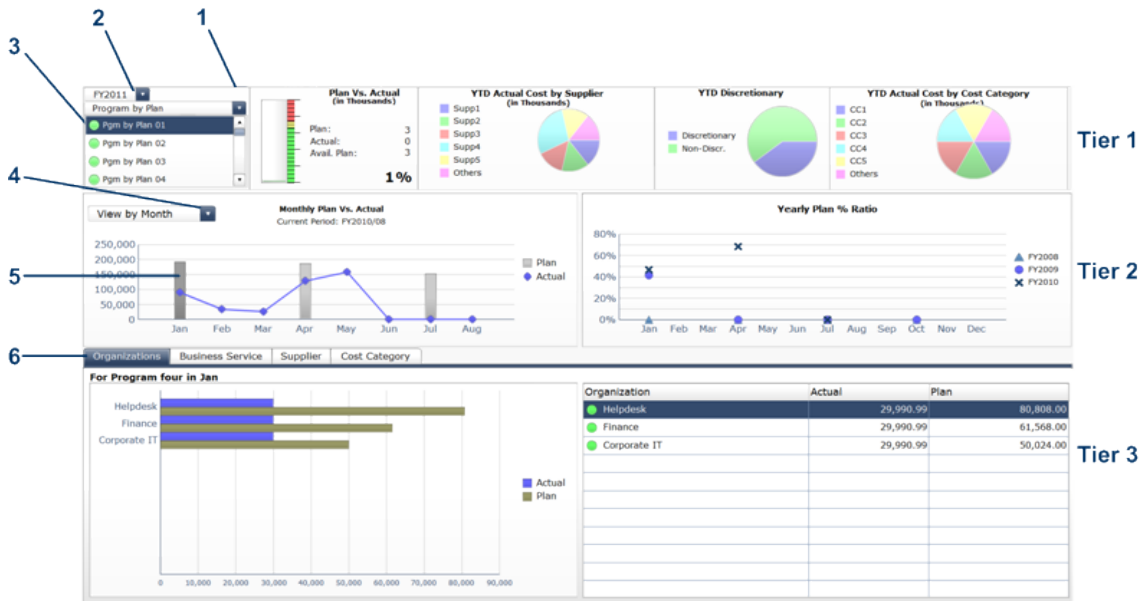 2
1
3
FY2011
Program by Plan
Pgm by Plan 01
Pgm by Plan 02
Pgm by Plan 03
Pgm by Plan 04
Plan Vs. Actual
(in Thousands)
Plan: 3
Actual: 0
Avail. Plan: 3
1%
YTD Actual Cost by Supplier
(in Thousands)
Supp1
Supp2
Supp3
Supp4
Supp5
Others
YTD Discretionary
Discretionary
Non-Discr.
YTD Actual Cost by Cost Category
(in Thousands)
CC1
CC2
CC3
CC4
CC5
Others
Tier 1
4
View by Month
Monthly Plan Vs. Actual
Current Period: FY2010/08
250,000
200,000
150,000
100,000
50,000
0
Jan Feb Mar Apr May Jun Jul Aug
Plan
Actual
5
Yearly Plan % Ratio
80%
60%
40%
20%
0%
Jan Feb Mar Apr May Jun Jul Aug Sep Oct Nov Dec
FY2008
FY2009
FY2010
Tier 2
6
Organizations Business Service Supplier Cost Category
For Program four in Jan
Helpdesk
Finance
Corporate IT
Actual
Plan
0 10,000 20,000 30,000 40,000 50,000 60,000 70,000 80,000 90,000
Organization Actual Plan
Helpdesk 29,990.99 80,808.00
Finance 29,990.99 61,568.00
Corporate IT 29,990.99 50,024.00
Tier 3